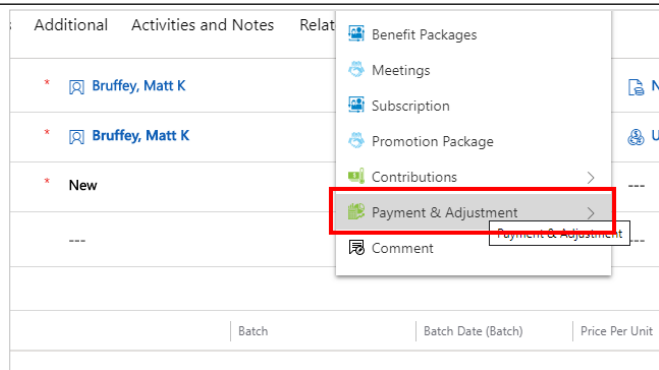 Additional Activities and Notes Relat
Benefit Packages
Meetings
* Bruffey, Matt K
N
Subscription
* Bruffey, Matt K
Promotion Package
U
Contributions
* New
---
Payment & Adjustment
Payment & Adjustment
---
---
Comment
Batch Batch Date (Batch) Price Per Unit